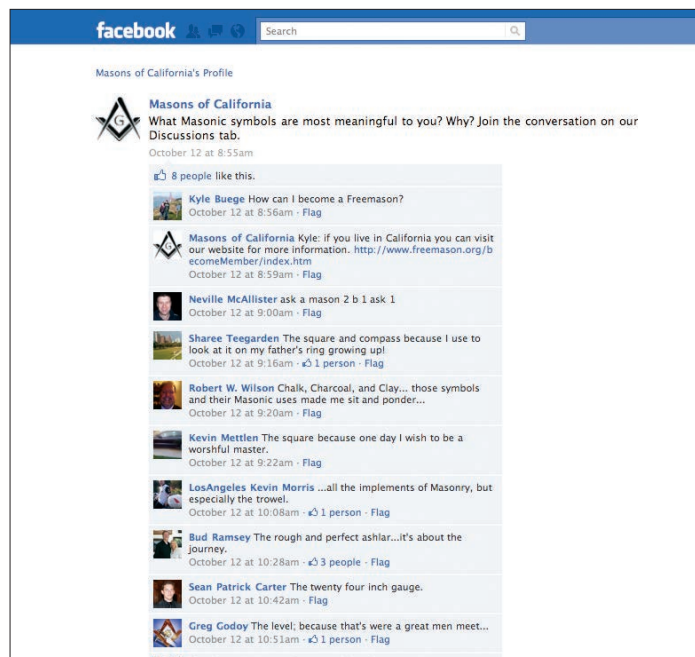 facebook
Search
Masons of California's Profile
G
Masons of California
What Masonic symbols are most meaningful to you? Why? Join the conversation on our
Discussions tab.
October 12 at 8:55am
8 people like this.
Kyle Buege How can I become a Freemason?
October 12 at 8:56am · Flag
Masons of California Kyle: if you live in California you can visit
our website for more information. http://www.freemason.org/b
ecomeMember/index.htm
October 12 at 8:59am · Flag
Neville McAllister ask a mason 2 b 1 ask 1
October 12 at 9:00am · Flag
Sharee Teegarden The square and compass because I use to
look at it on my father's ring growing up!
October 12 at 9:16am · 1 person · Flag
Robert W. Wilson Chalk, Charcoal, and Clay... those symbols
and their Masonic uses made me sit and ponder...
October 12 at 9:20am · Flag
Kevin Mettlen The square because one day I wish to be a
worshful master.
October 12 at 9:22am · Flag
LosAngeles Kevin Morris ...all the implements of Masonry, but
especially the trowel.
October 12 at 10:08am · 1 person · Flag
Bud Ramsey The rough and perfect ashlar...it's about the
journey.
October 12 at 10:28am · 3 people · Flag
Sean Patrick Carter The twenty four inch gauge.
October 12 at 10:42am · Flag
Greg Godoy The level; because that's were a great men meet...
October 12 at 10:51am · 1 person · Flag